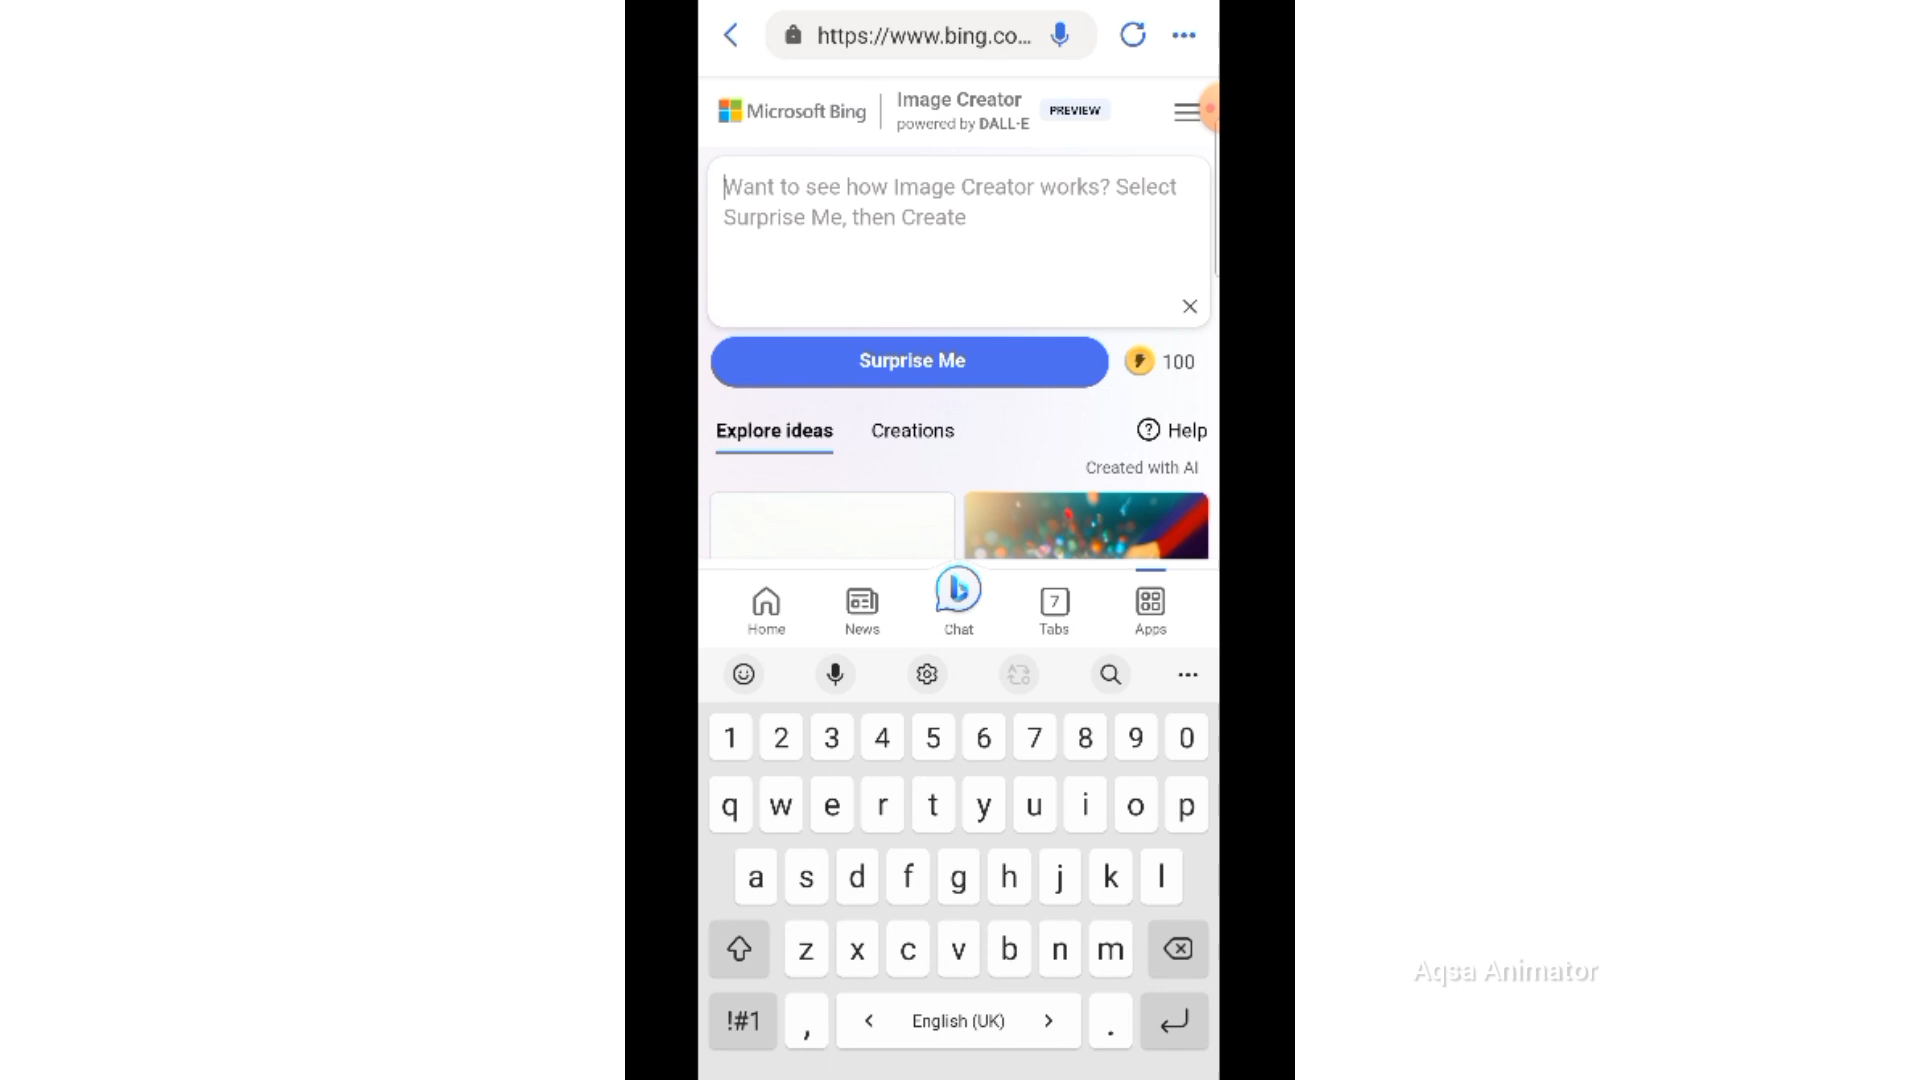 https://www.bing.co...
Microsoft Bing
Image Creator
powered by DALL-E
PREVIEW
Want to see how Image Creator works? Select
Surprise Me, then Create
Surprise Me
100
Explore ideas
Creations
Help
Created with AI
Home
News
Chat
7
Tabs
Apps
1 2 3 4 5 6 7 8 9 0
q w e r t y u i o p
a s d f g h j k l
z x c v b n m
!#1 , < English (UK) > .
Aqsa Animator